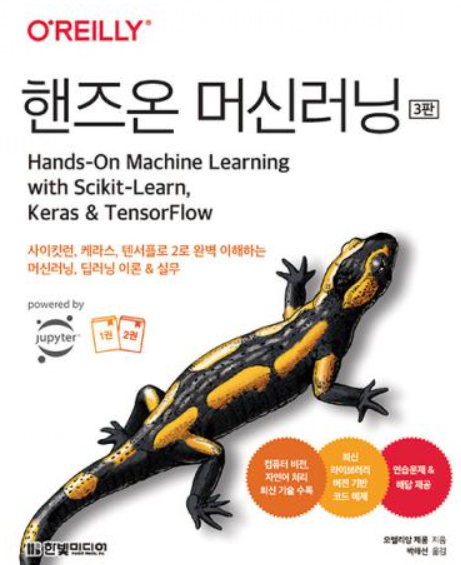 O'REILLY®
핸즈온 머신러닝 3판
Hands-On Machine Learning
with Scikit-Learn,
Keras & TensorFlow
사이킷런, 케라스, 텐서플로 2로 완벽 이해하는
머신러닝, 딥러닝 이론 & 실무
powered by
jupyter
1권 2권
컴퓨터 비전,
자연어 처리
최신 기술 수록
최신
라이브러리
버전 기반
코드 예제
연습문제 &
해답 제공
한빛미디어
오렐리앙 제롱 지음
박해선 옮김